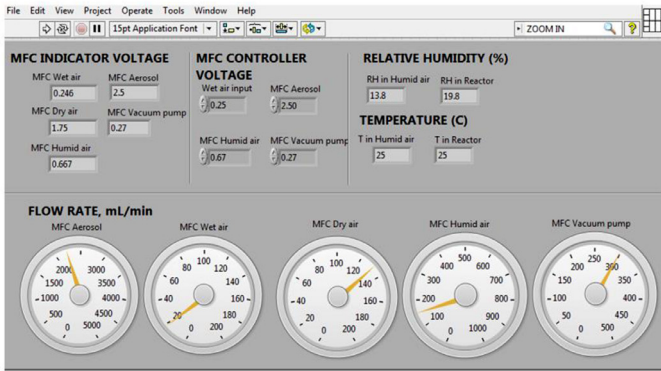 File Edit View Project Operate Tools Window Help
15pt Application Font
ZOOM IN
MFC INDICATOR VOLTAGE
MFC Wet air
0.246
MFC Aerosol
2.5
MFC Dry air
1.75
MFC Vacuum pump
0.27
MFC Humid air
0.667
MFC CONTROLLER
VOLTAGE
Wet air input
0.25
MFC Aerosol
2.50
MFC Humid air
0.67
MFC Vacuum pump
0.27
RELATIVE HUMIDITY (%)
RH in Humid air
13.8
RH in Reactor
19.8
TEMPERATURE (C)
T in Humid air
25
T in Reactor
25
FLOW RATE, mL/min
MFC Aerosol
0 500 1000 1500 2000 3000 3500 4000 4500 5000
MFC Wet air
0 20 40 60 80 100 120 140 160 180 200
MFC Dry air
0 20 40 60 80 100 120 140 160 180 200
MFC Humid air
0 100 200 300 400 500 600 700 800 900 1000
MFC Vacuum pump
0 50 100 150 200 250 300 350 400 450 500